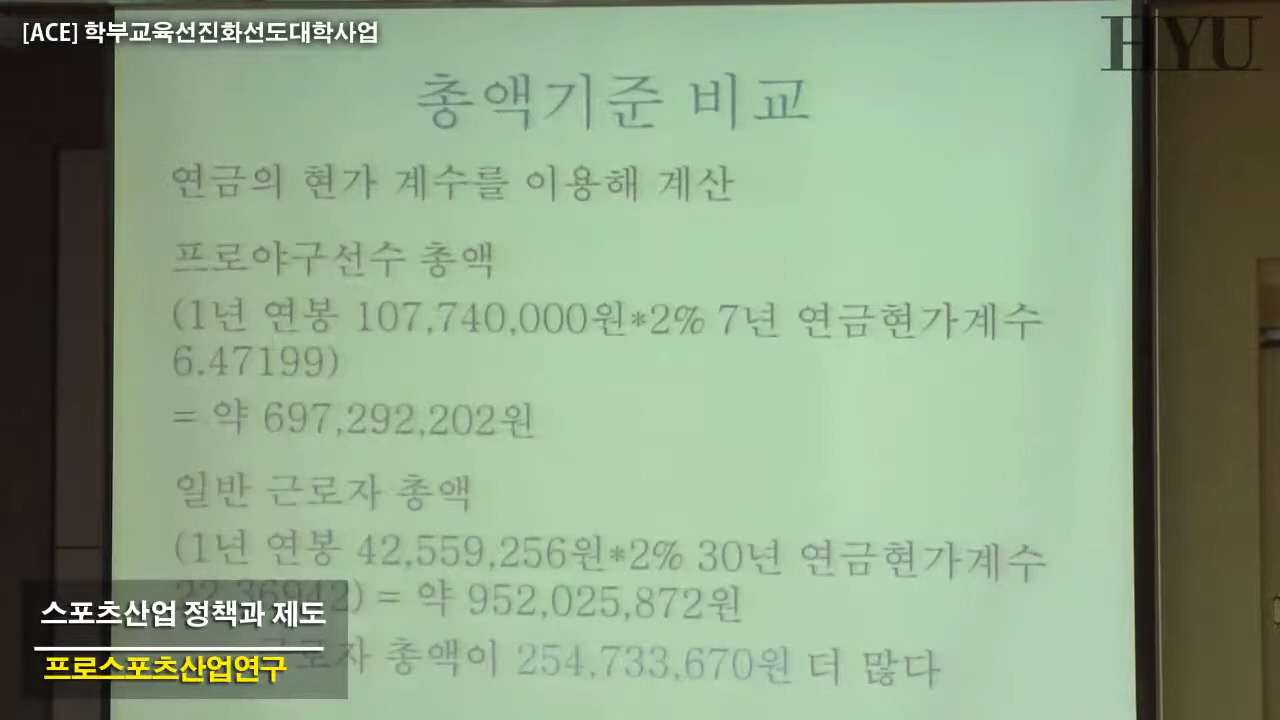 [ACE] 학부교육선진화선도대학사업
HYU
총액기준 비교
연금의 현가 계수를 이용해 계산
프로야구선수 총액
(1년 연봉 107,740,000원*2% 7년 연금현가계수
6.47199)
= 약 697,292,202원
일반 근로자 총액
(1년 연봉 42,559,256원*2% 30년 연금현가계수
22.36942) = 약 952,025,872원
근로자 총액이 254,733,670원 더 많다
스포츠산업 정책과 제도
프로스포츠산업연구